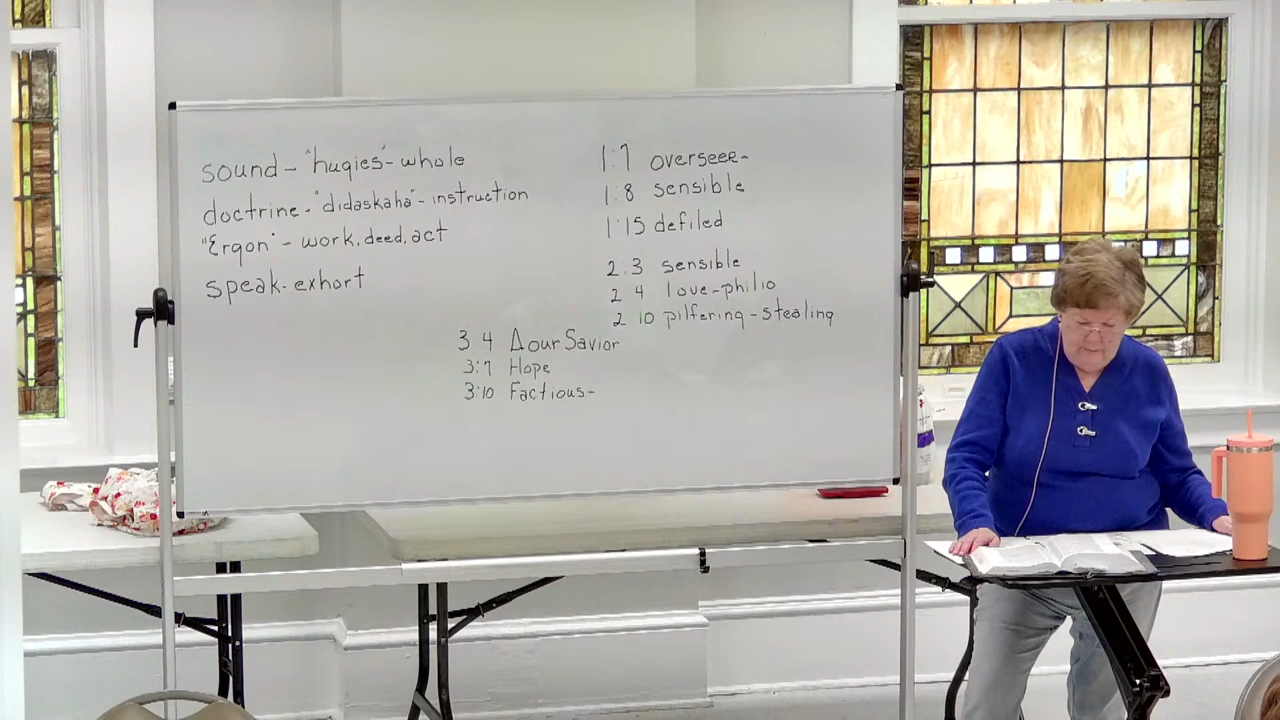 sound - "hugies" - whole
doctrine - "didaskaha" - instruction
"Ergon" - work, deed, act
speak - exhort
1:7 overseer-
1:8 sensible
1:15 defiled
2:3 sensible
2 4 love-philio
2 10 pilfering - stealing
3 4 Δ our Savior
3:7 Hope
3:10 Factious-